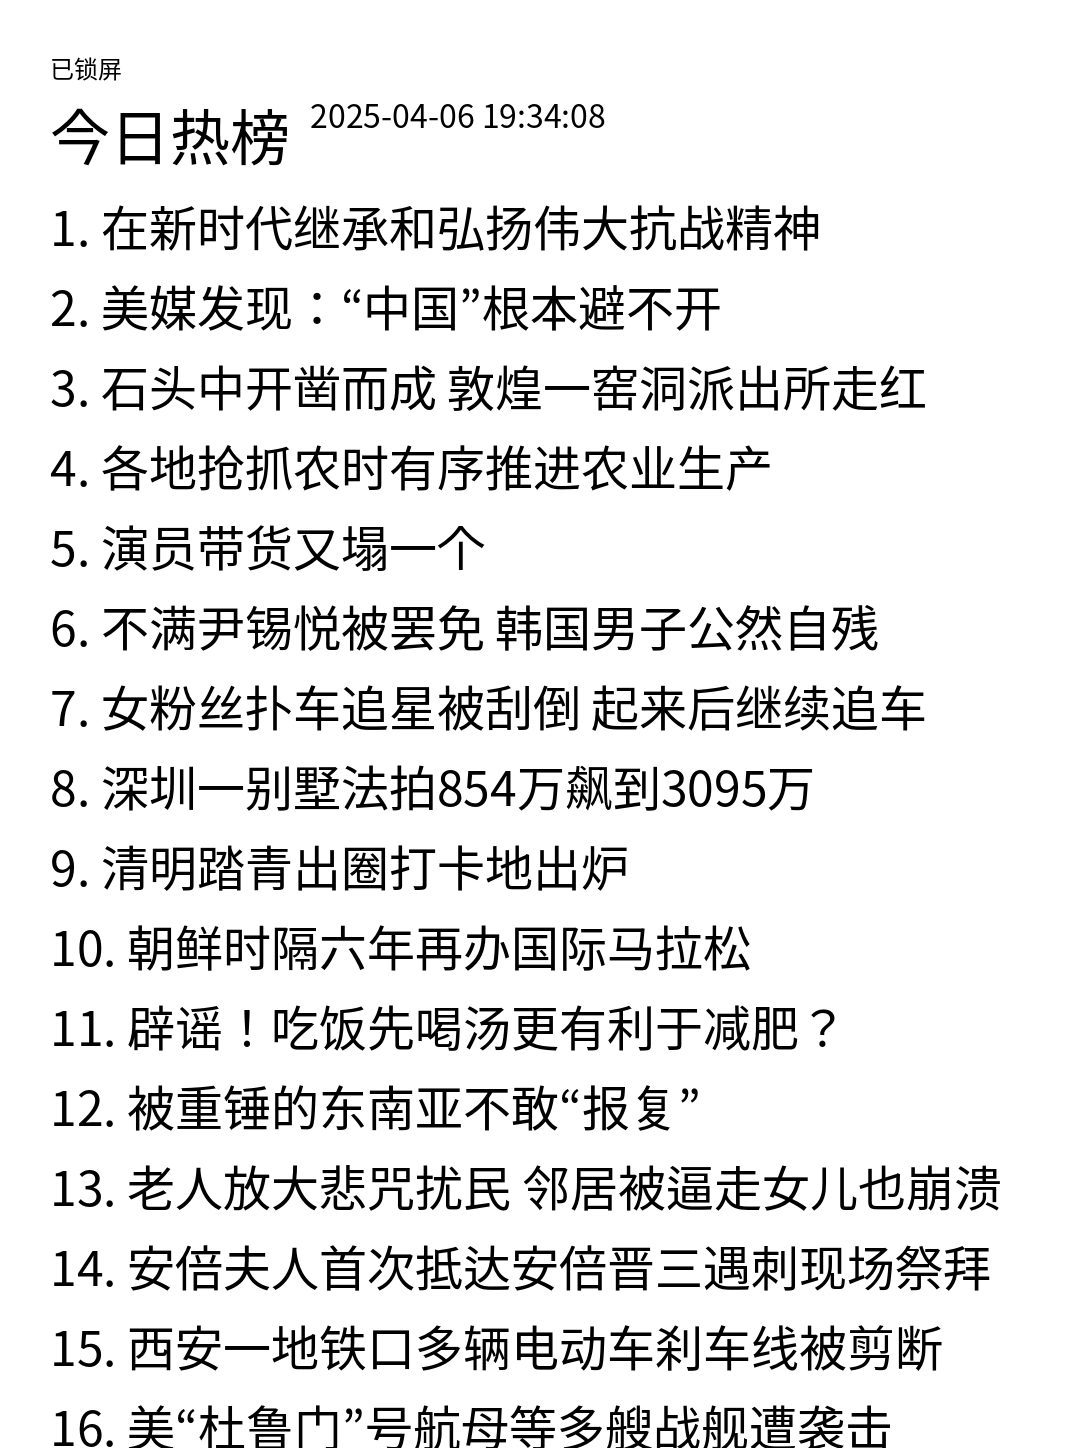 已锁屏
今日热榜 2025-04-06 19:34:08
1. 在新时代继承和弘扬伟大抗战精神
2. 美媒发现：“中国”根本避不开
3. 石头中开凿而成 敦煌一窑洞派出所走红
4. 各地抢抓农时有序推进农业生产
5. 演员带货又塌一个
6. 不满尹锡悦被罢免 韩国男子公然自残
7. 女粉丝扑车追星被刮倒 起来后继续追车
8. 深圳一别墅法拍854万飙到3095万
9. 清明踏青出圈打卡地出炉
10. 朝鲜时隔六年再办国际马拉松
11. 辟谣！吃饭先喝汤更有利于减肥？
12. 被重锤的东南亚不敢“报复”
13. 老人放大悲咒扰民 邻居被逼走女儿也崩溃
14. 安倍夫人首次抵达安倍晋三遇刺现场祭拜
15. 西安一地铁口多辆电动车刹车线被剪断
16. 美“杜鲁门”号航母等多艘战舰遭袭击